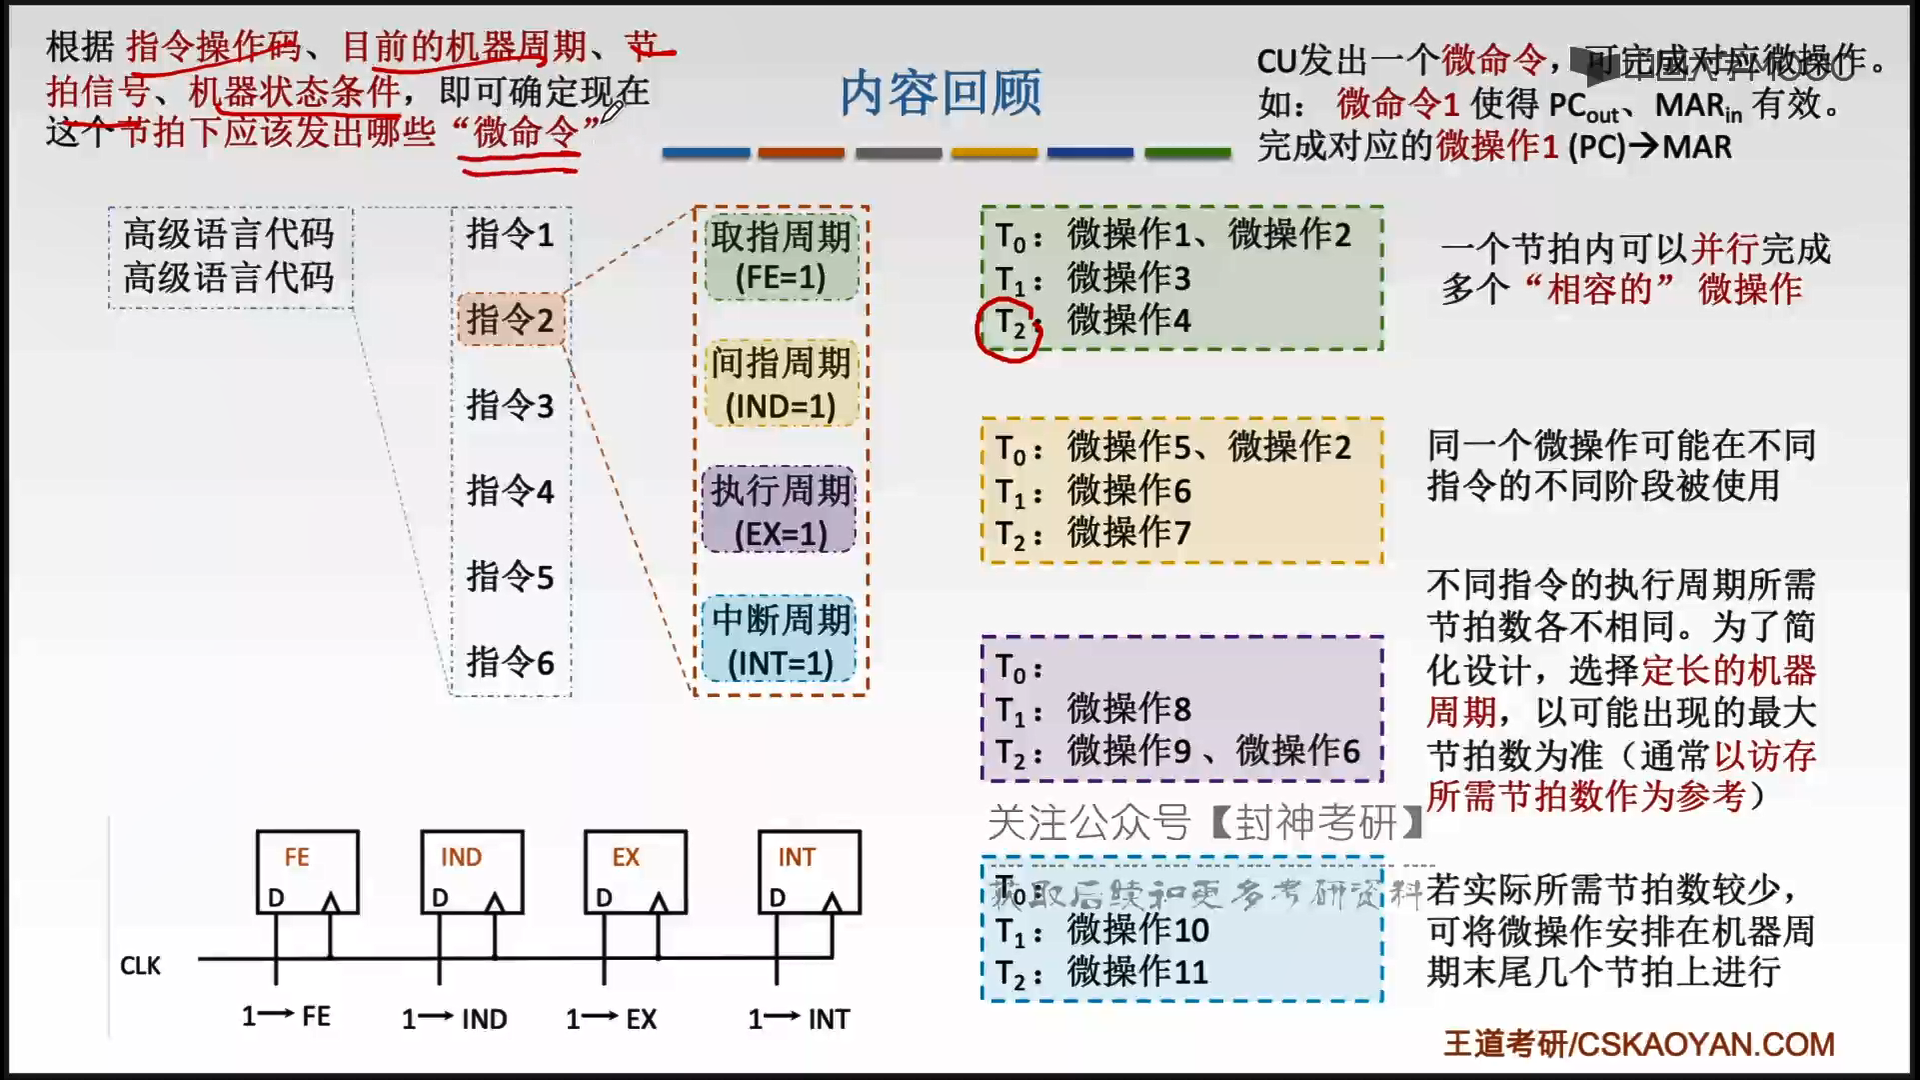 根据 指令操作码、目前的机器周期、节
拍信号、机器状态条件，即可确定现在
这个节拍下应该发出哪些“微命令”
内容回顾
CU发出一个微命令，可完成对应微操作。
如： 微命令1 使得 PCout、MARin 有效。
完成对应的微操作1 (PC)→MAR
高级语言代码
高级语言代码
指令1
指令2
指令3
指令4
指令5
指令6
取指周期
(FE=1)
间指周期
(IND=1)
执行周期
(EX=1)
中断周期
(INT=1)
T0： 微操作1、微操作2
T1： 微操作3
T2： 微操作4
一个节拍内可以并行完成
多个“相容的”微操作
T0： 微操作5、微操作2
T1： 微操作6
T2： 微操作7
同一个微操作可能在不同
指令的不同阶段被使用
T0：
T1： 微操作8
T2： 微操作9 、微操作6
不同指令的执行周期所需
节拍数各不相同。为了简
化设计，选择定长的机器
周期，以可能出现的最大
节拍数为准（通常以访存
所需节拍数作为参考）
关注公众号【封神考研】
获取后续和更多考研资料
T0：
T1： 微操作10
T2： 微操作11
若实际所需节拍数较少，
可将微操作安排在机器周
期末尾几个节拍上进行
FE
IND
EX
INT
D
D
D
D
CLK
1→ FE
1→ IND
1→ EX
1→ INT
王道考研/CSKAOYAN.COM